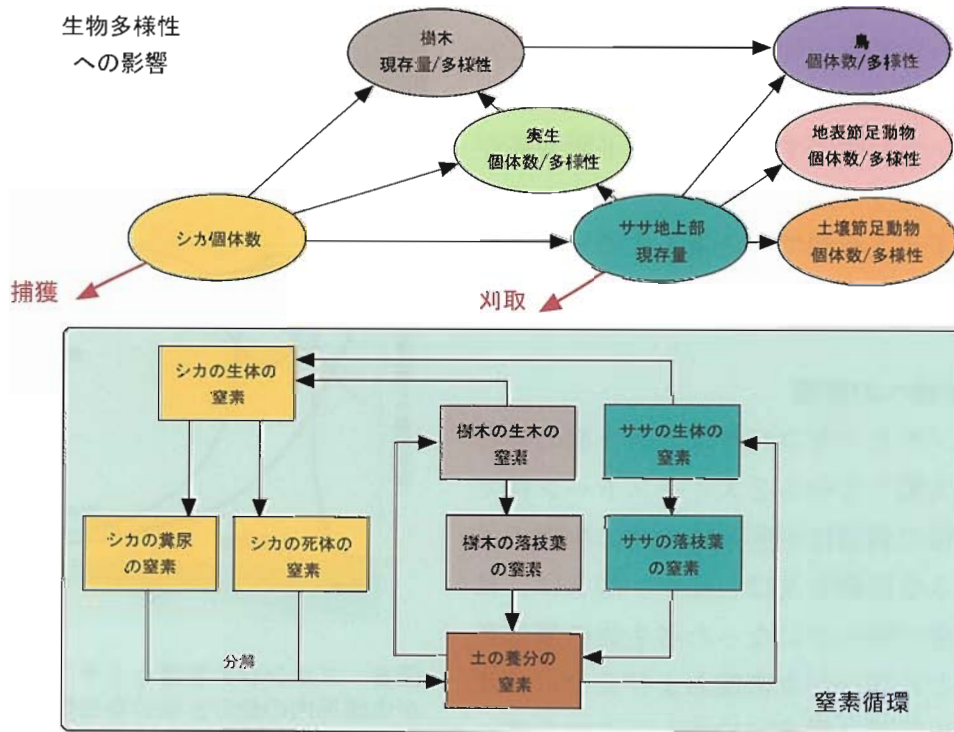 生物多様性
への影響
樹木
現存量/多様性
鳥
個体数/多様性
実生
個体数/多様性
地表節足動物
個体数/多様性
シカ個体数
ササ地上部
現存量
土壌節足動物
個体数/多様性
捕獲
刈取
シカの生体の
窒素
樹木の生木の
窒素
ササの生体の
窒素
シカの糞尿
の窒素
シカの死体の
窒素
樹木の落枝葉
の窒素
ササの落枝葉
の窒素
分解
土の養分の
窒素
窒素循環